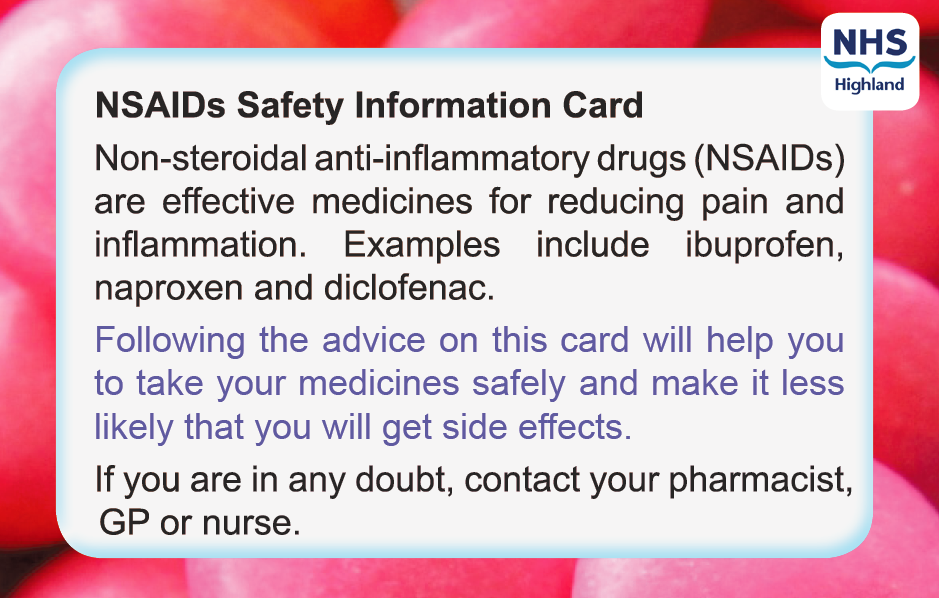 NHS
Highland
NSAIDs Safety Information Card
Non-steroidal anti-inflammatory drugs (NSAIDs)
are effective medicines for reducing pain and
inflammation. Examples include ibuprofen,
naproxen and diclofenac.
Following the advice on this card will help you
to take your medicines safely and make it less
likely that you will get side effects.
If you are in any doubt, contact your pharmacist,
GP or nurse.